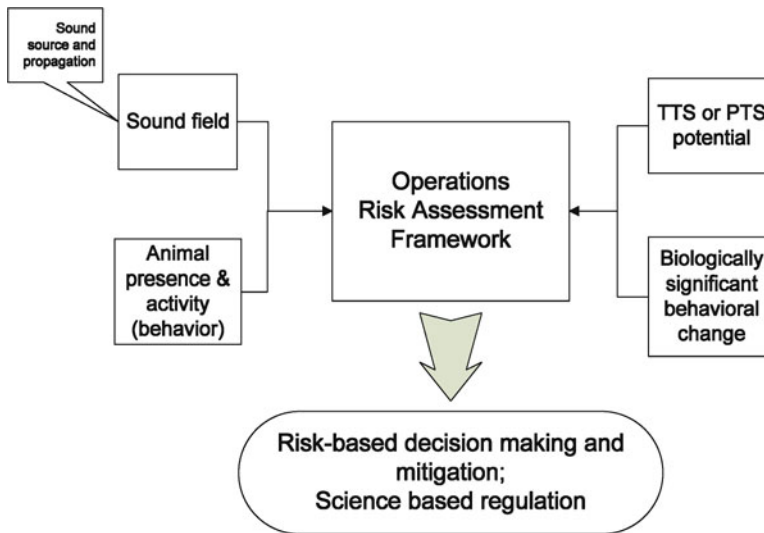 Sound
source and
propagation
Sound field
Animal
presence &
activity
(behavior)
Operations
Risk Assessment
Framework
TTS or PTS
potential
Biologically
significant
behavioral
change
Risk-based decision making and
mitigation;
Science based regulation